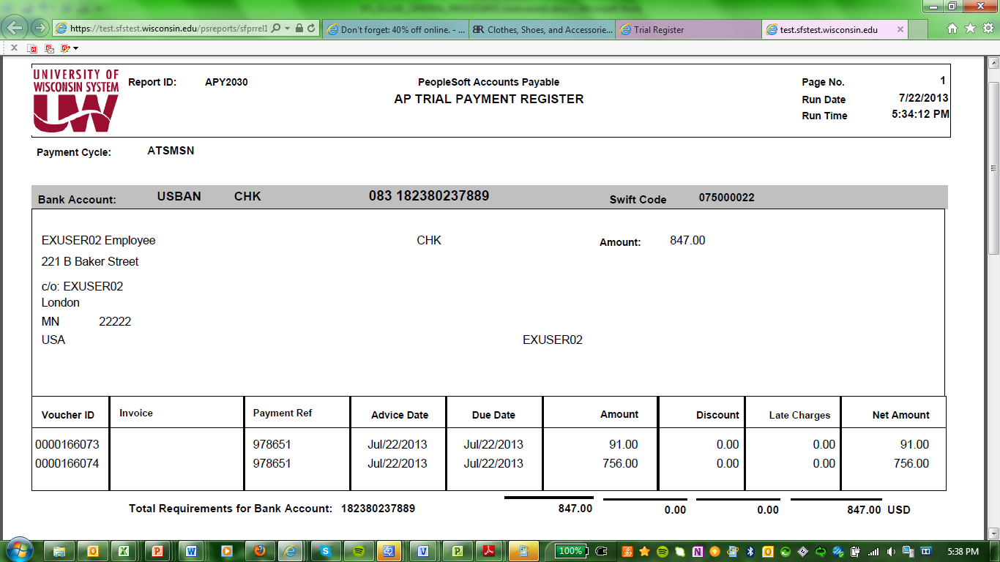 https://test.sfstest.wisconsin.edu/psreports/sfprrel1
Don't forget: 40% off online. - ...
BR Clothes, Shoes, and Accessorie...
Trial Register
test.sfstest.wisconsin.edu
UNIVERSITY OF
WISCONSIN SYSTEM
UW
Report ID: APY2030
PeopleSoft Accounts Payable
AP TRIAL PAYMENT REGISTER
Page No. 1
Run Date 7/22/2013
Run Time 5:34:12 PM
Payment Cycle: ATSMSN
Bank Account: USBAN CHK 083 182380237889 Swift Code 075000022
EXUSER02 Employee CHK Amount: 847.00
221 B Baker Street
c/o: EXUSER02
London
MN 22222
USA EXUSER02
Voucher ID Invoice Payment Ref Advice Date Due Date Amount Discount Late Charges Net Amount
0000166073 978651 Jul/22/2013 Jul/22/2013 91.00 0.00 0.00 91.00
0000166074 978651 Jul/22/2013 Jul/22/2013 756.00 0.00 0.00 756.00
Total Requirements for Bank Account: 182380237889 847.00 0.00 0.00 847.00 USD
100%
5:38 PM